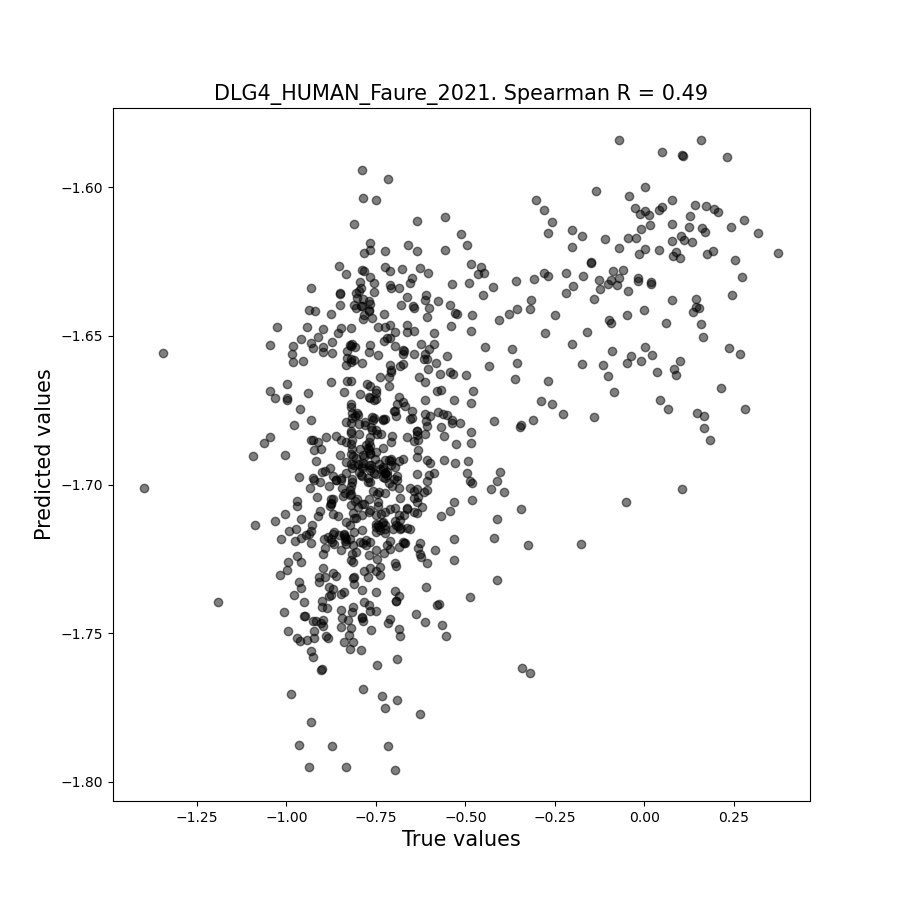 DLG4_HUMAN_Faure_2021. Spearman R = 0.49
−1.60
−1.65
−1.70
−1.75
−1.80
Predicted values
−1.25 −1.00 −0.75 −0.50 −0.25 0.00 0.25
True values